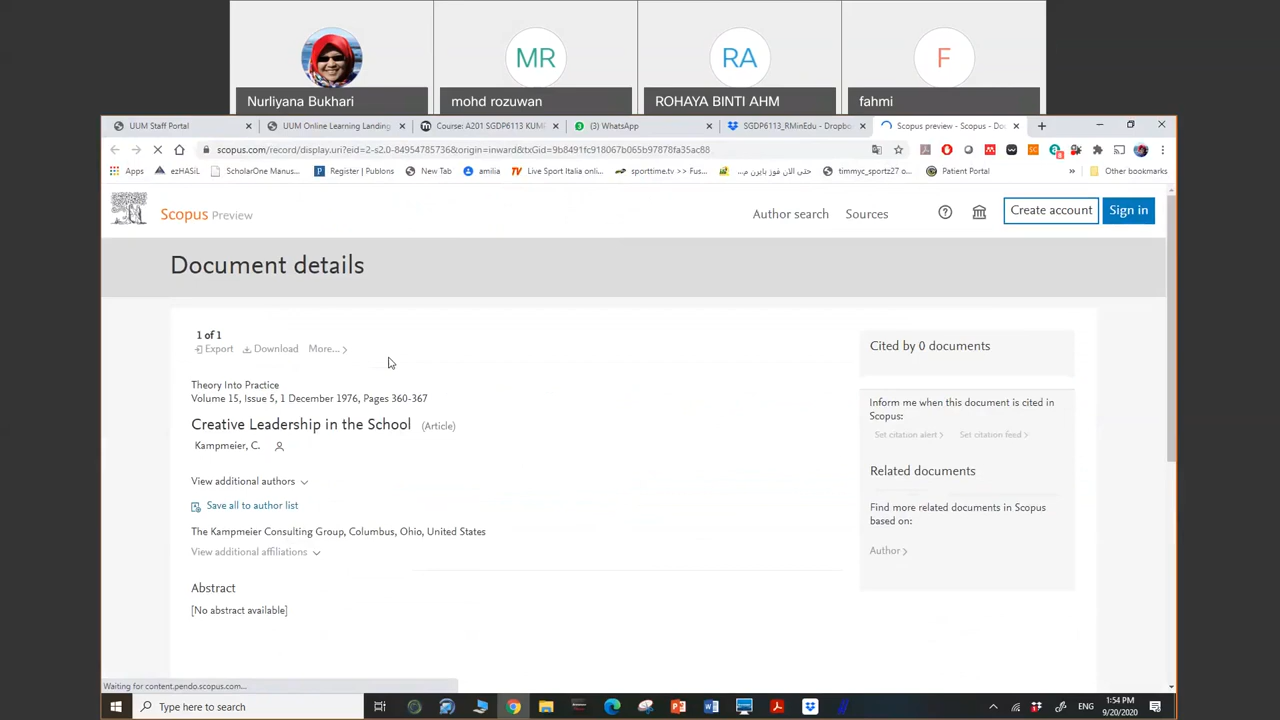 MR
RA
F
Nurliyana Bukhari
mohd rozuwan
ROHAYA BINTI AHM
fahmi
UUM Staff Portal
UUM Online Learning Landing
Course: A201 SGDP6113 KUMP
(3) WhatsApp
SGDP6113_RMinEdu - Dropbo
Scopus preview - Scopus - Do
scopus.com/record/display.uri?eid=2-s2.0-84954785736&origin=inward&txGid=9b8491fc918067b065b97878fa35ac88
Apps
ezHASiL
ScholarOne Manus...
Register | Publons
New Tab
amilia
Live Sport Italia onli...
sporttime.tv >> Fus...
حتى الان فوز بايرن م...
timmyc_sportz27 o...
Patient Portal
»
Other bookmarks
Scopus Preview
Author search
Sources
Create account
Sign in
Document details
1 of 1
Export
Download
More... >
Cited by 0 documents
Theory Into Practice
Volume 15, Issue 5, 1 December 1976, Pages 360-367
Inform me when this document is cited in
Scopus:
Creative Leadership in the School (Article)
Set citation alert >
Set citation feed >
Kampmeier, C.
Related documents
View additional authors
Save all to author list
Find more related documents in Scopus
based on:
The Kampmeier Consulting Group, Columbus, Ohio, United States
View additional affiliations
Author >
Abstract
[No abstract available]
Waiting for content.pendo.scopus.com...
Type here to search
ENG
1:54 PM
9/20/2020